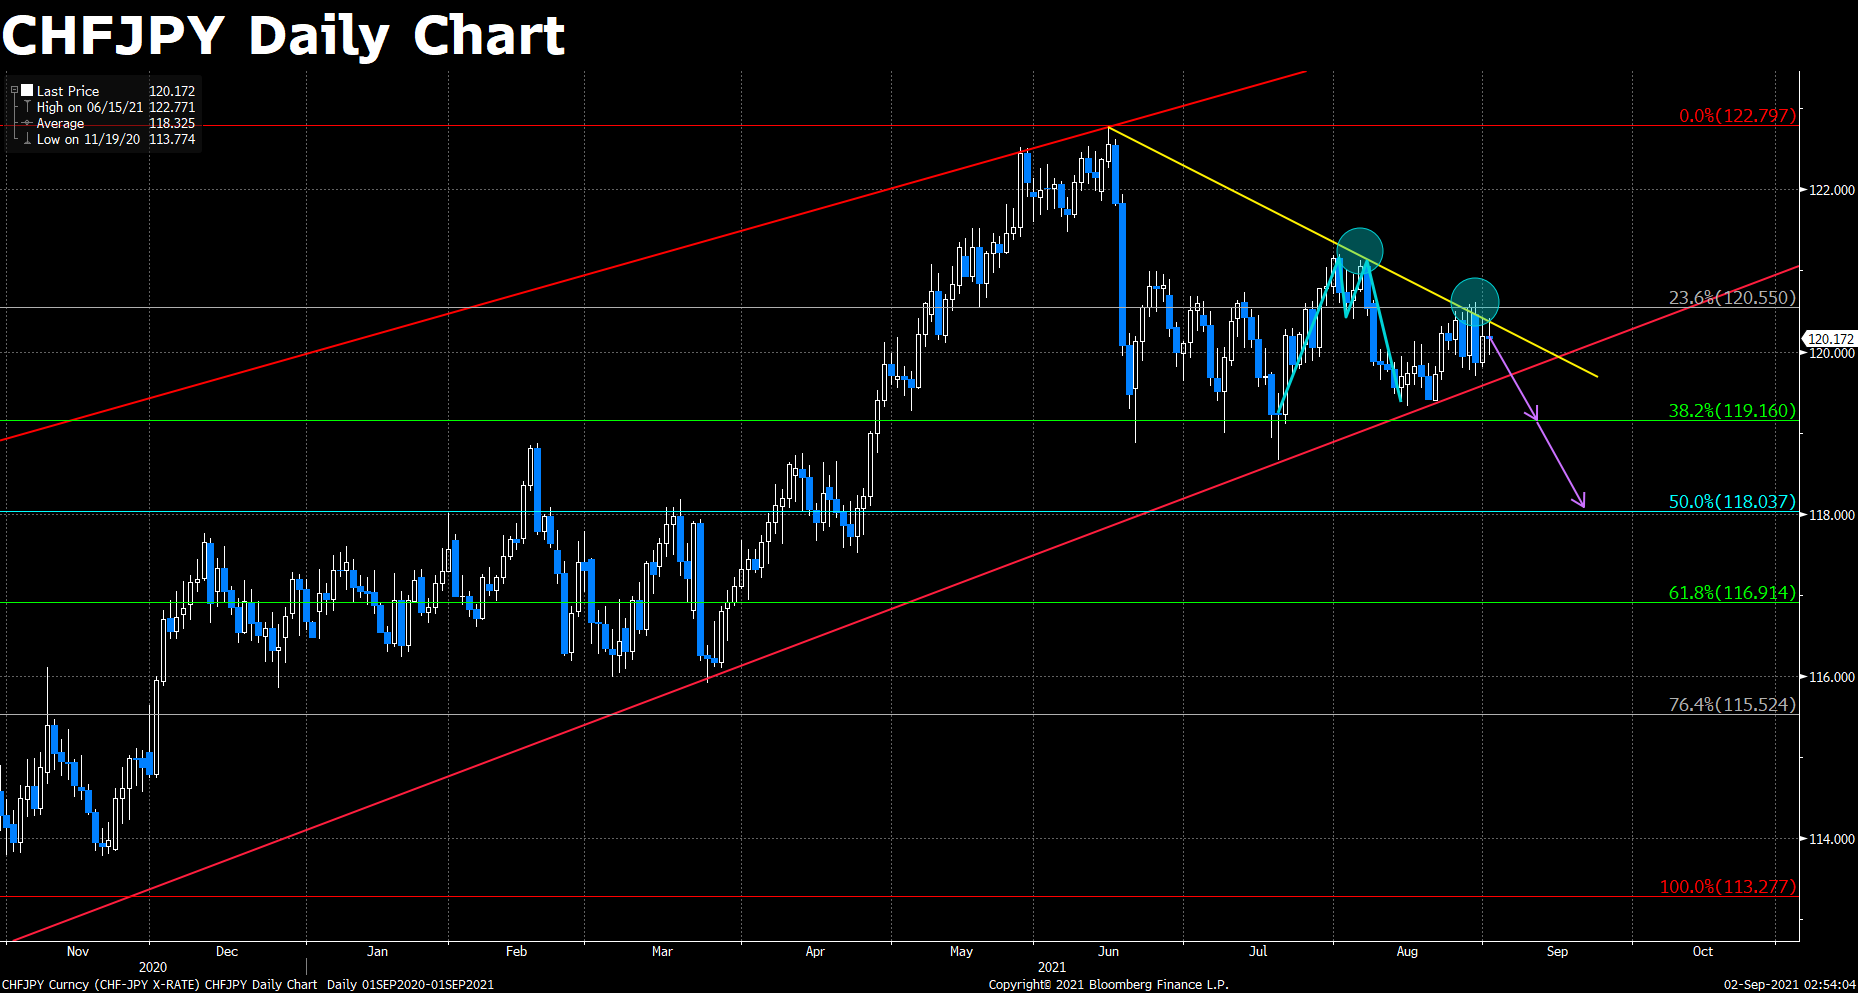 CHFJPY Daily Chart
Last Price 120.172
High on 06/15/21 122.771
Average 118.325
Low on 11/19/20 113.774
0.0%(122.797)
122.000
23.6%(120.550)
120.172
120.000
38.2%(119.160)
50.0%(118.037)
118.000
61.8%(116.914)
116.000
76.4%(115.524)
114.000
100.0%(113.277)
Nov Dec Jan Feb Mar Apr May Jun Jul Aug Sep Oct
2020 2021
CHFJPY Curncy (CHF-JPY X-RATE) CHFJPY Daily Chart Daily 01SEP2020-01SEP2021 Copyright© 2021 Bloomberg Finance L.P. 02-Sep-2021 02:54:04